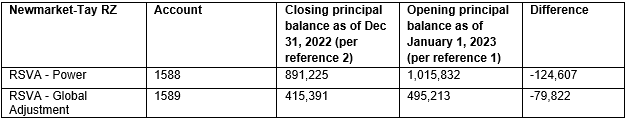 Newmarket-Tay RZ Account Closing principal balance as of Dec 31, 2022 (per reference 2) Opening principal balance as of January 1, 2023 (per reference 1) Difference
RSVA - Power 1588 891,225 1,015,832 -124,607
RSVA - Global Adjustment 1589 415,391 495,213 -79,822